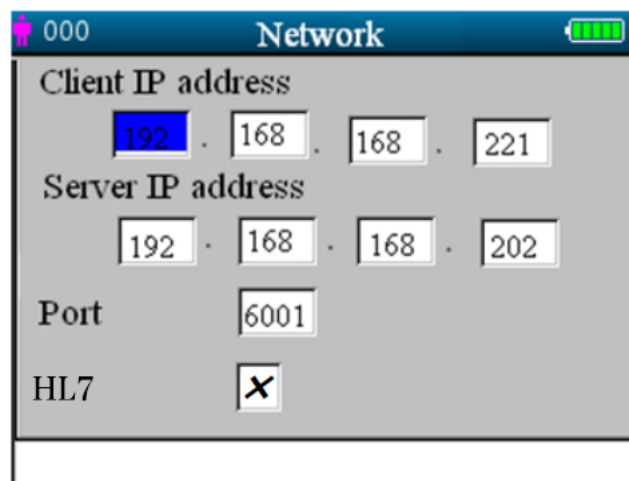 000 Network
Client IP address
192 . 168 . 168 . 221
Server IP address
192 . 168 . 168 . 202
Port 6001
HL7 ×